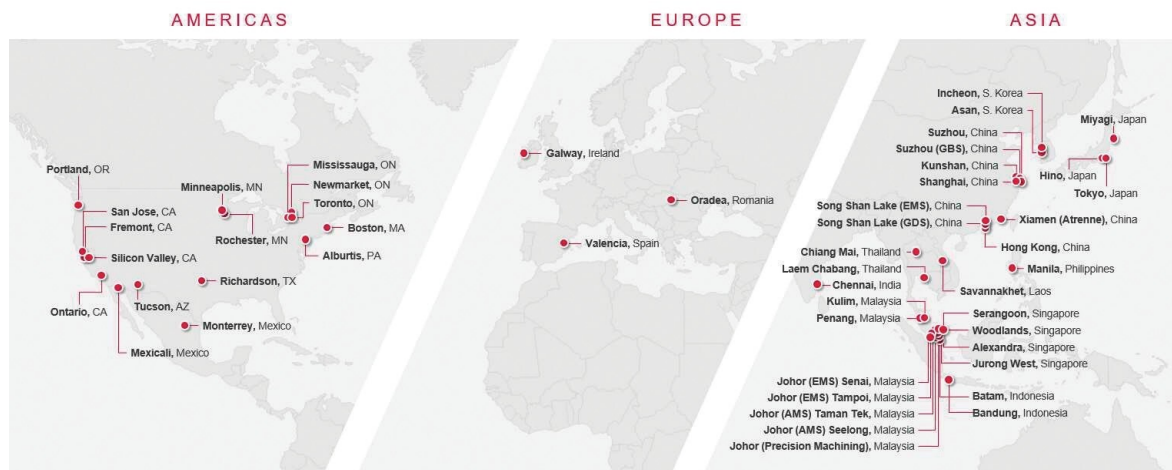 AMERICAS
EUROPE
ASIA
Portland, OR
San Jose, CA
Fremont, CA
Silicon Valley, CA
Ontario, CA
Minneapolis, MN
Rochester, MN
Mississauga, ON
Newmarket, ON
Toronto, ON
Boston, MA
Alburtis, PA
Richardson, TX
Tucson, AZ
Monterrey, Mexico
Mexicali, Mexico
Galway, Ireland
Oradea, Romania
Valencia, Spain
Incheon, S. Korea
Asan, S. Korea
Miyagi, Japan
Suzhou, China
Suzhou (GBS), China
Kunshan, China
Shanghai, China
Hino, Japan
Tokyo, Japan
Song Shan Lake (EMS), China
Song Shan Lake (GDS), China
Xiamen (Atrenne), China
Hong Kong, China
Chiang Mai, Thailand
Laem Chabang, Thailand
Chennai, India
Manila, Philippines
Savannakhet, Laos
Kulim, Malaysia
Penang, Malaysia
Serangoon, Singapore
Woodlands, Singapore
Alexandra, Singapore
Jurong West, Singapore
Johor (EMS) Senai, Malaysia
Johor (EMS) Tampoi, Malaysia
Johor (AMS) Taman Tek, Malaysia
Johor (AMS) Seelong, Malaysia
Johor (Precision Machining), Malaysia
Batam, Indonesia
Bandung, Indonesia